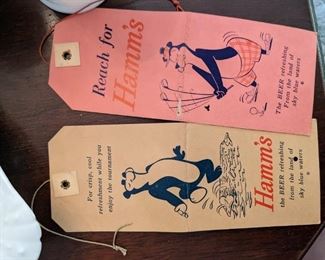 Reach for
Hamm's
The BEER refreshing
From the land of
sky blue waters
For crisp, cool
refreshment while you
enjoy the tournament
Hamm's
the BEER refreshing
from the land of
sky blue waters